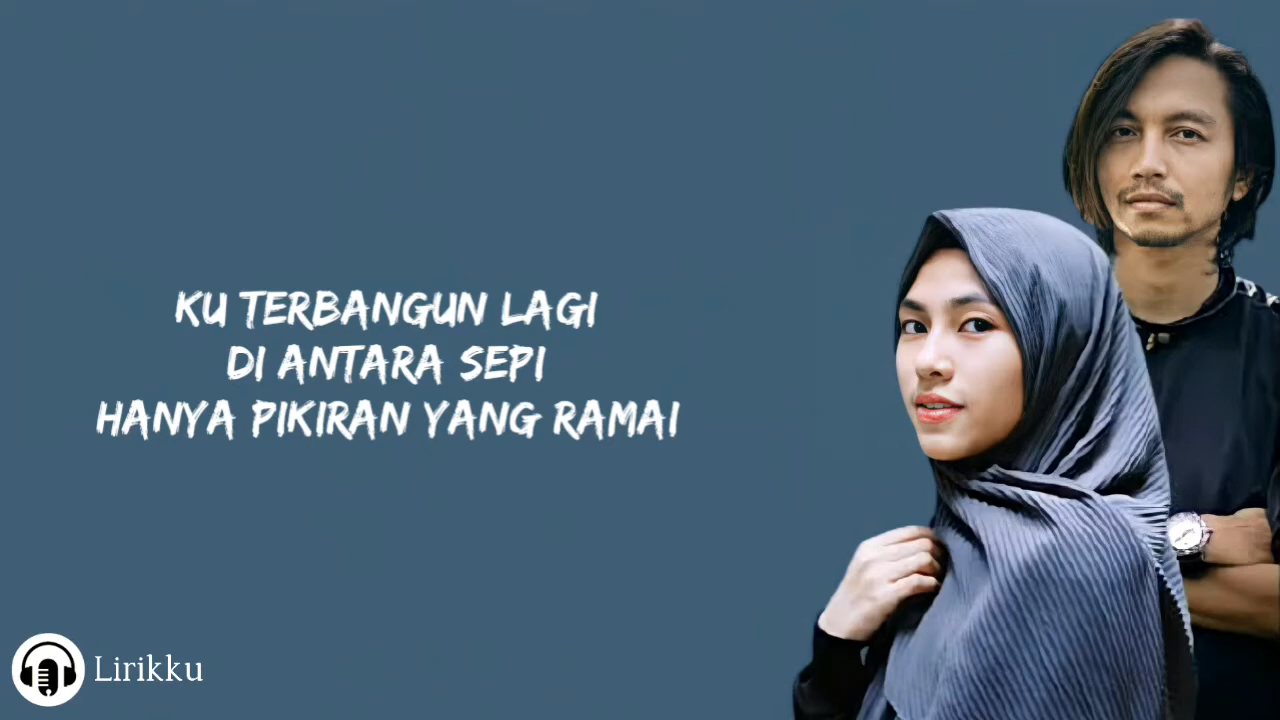 KU TERBANGUN LAGI
DI ANTARA SEPI
HANYA PIKIRAN YANG RAMAI
Lirikku